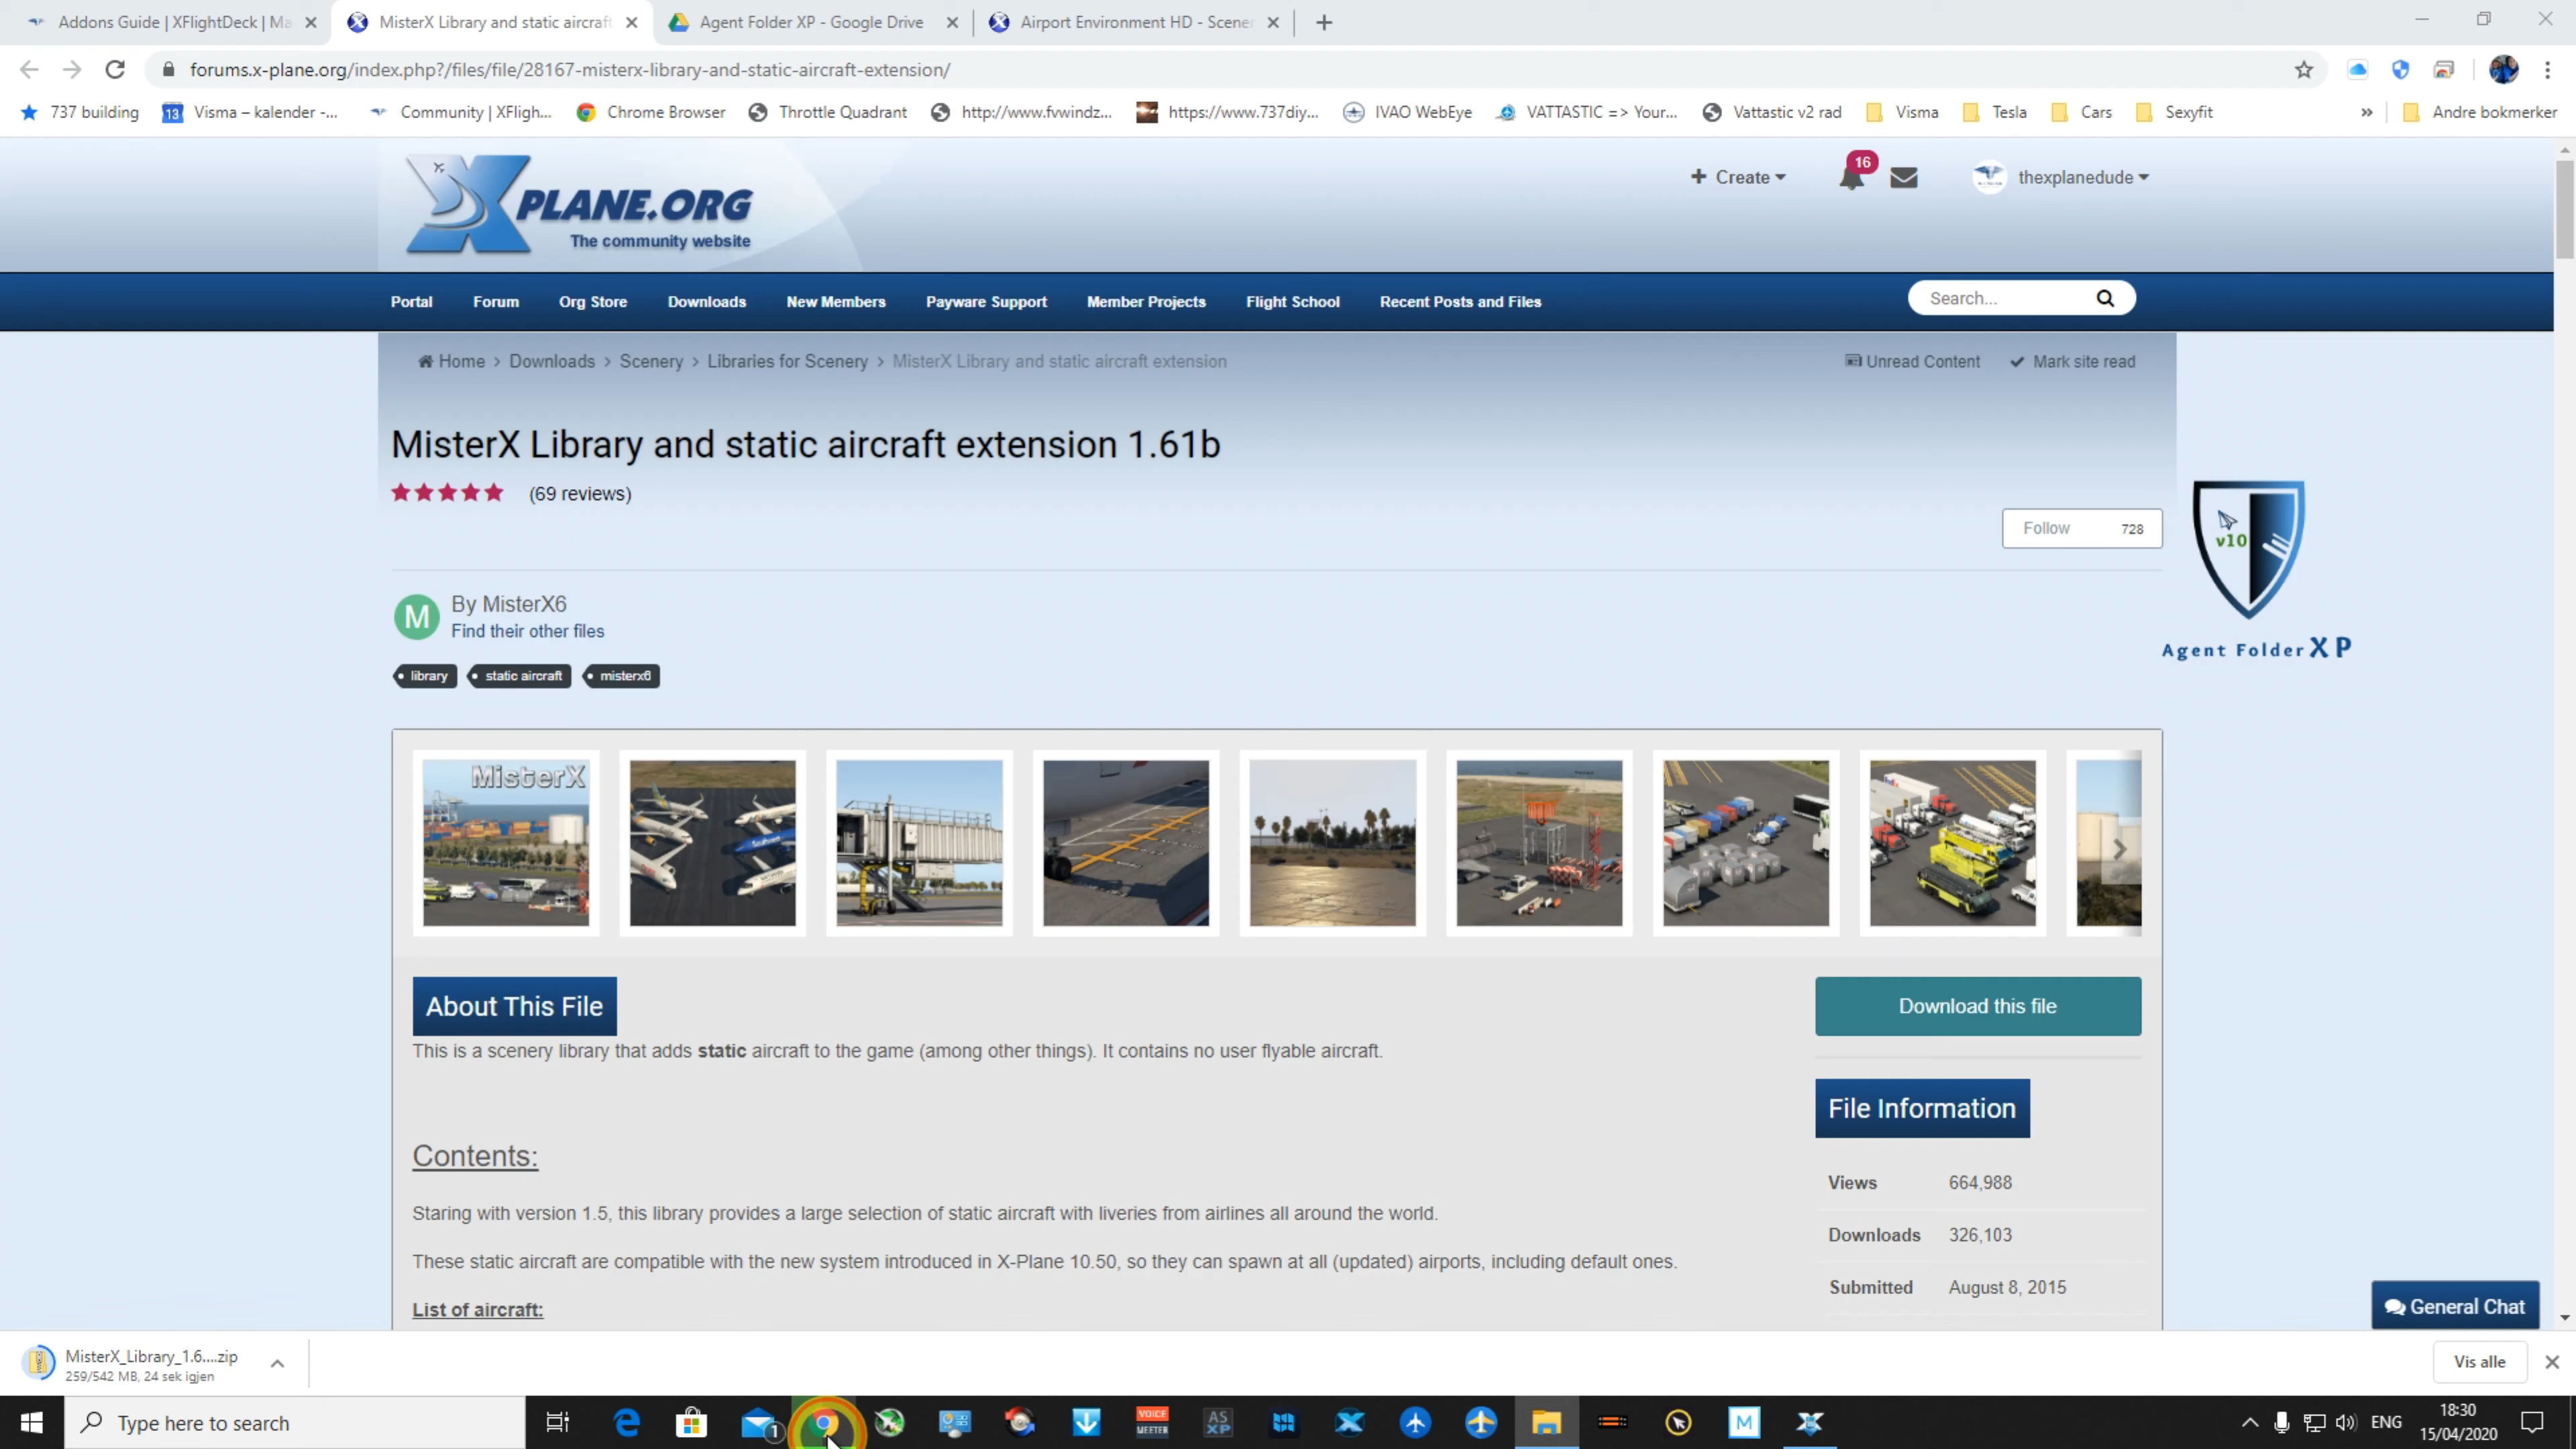 Addons Guide | XFlightDeck | Ma
MisterX Library and static aircraft
Agent Folder XP - Google Drive
Airport Environment HD - Scener
forums.x-plane.org/index.php?/files/file/28167-misterx-library-and-static-aircraft-extension/
737 building
13
Visma – kalender -...
Community | XFligh...
Chrome Browser
Throttle Quadrant
http://www.fvwindz...
https://www.737diy...
IVAO WebEye
VATTASTIC => Your...
Vattastic v2 rad
Visma
Tesla
Cars
Sexyfit
»
Andre bokmerker
PLANE.ORG
The community website
+ Create
16
thexplanedude
Portal
Forum
Org Store
Downloads
New Members
Payware Support
Member Projects
Flight School
Recent Posts and Files
Search...
Home > Downloads > Scenery > Libraries for Scenery > MisterX Library and static aircraft extension
Unread Content
Mark site read
MisterX Library and static aircraft extension 1.61b
(69 reviews)
Follow 728
v10
Agent Folder XP
M
By MisterX6
Find their other files
library
static aircraft
misterx6
MisterX
About This File
Download this file
This is a scenery library that adds static aircraft to the game (among other things). It contains no user flyable aircraft.
File Information
Contents:
Views 664,988
Staring with version 1.5, this library provides a large selection of static aircraft with liveries from airlines all around the world.
Downloads 326,103
These static aircraft are compatible with the new system introduced in X-Plane 10.50, so they can spawn at all (updated) airports, including default ones.
Submitted August 8, 2015
List of aircraft:
General Chat
MisterX_Library_1.6....zip
259/542 MB, 24 sek igjen
Vis alle
Type here to search
1
VOICE
MEETER
AS
XP
M
ENG
18:30
15/04/2020